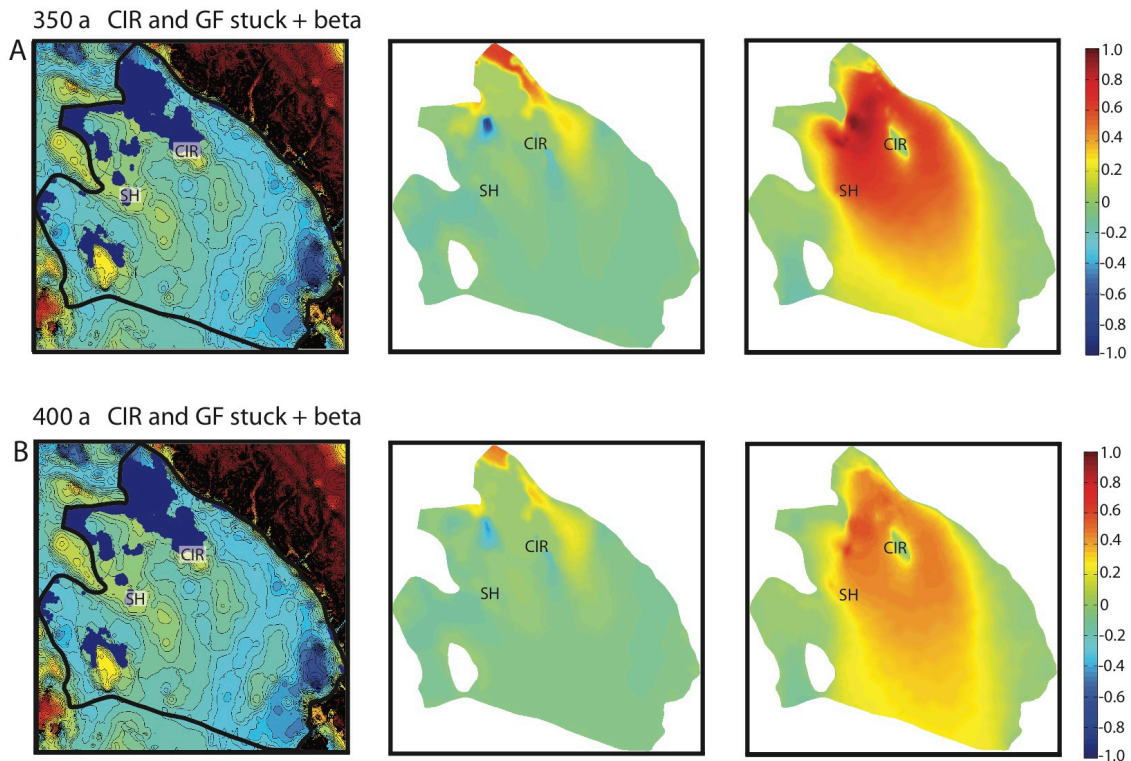 350 a CIR and GF stuck + beta
A
CIR
SH
CIR
SH
CIR
SH
1.0
0.8
0.6
0.4
0.2
0
-0.2
-0.4
-0.6
-0.8
-1.0
400 a CIR and GF stuck + beta
B
CIR
SH
CIR
SH
CIR
SH
1.0
0.8
0.6
0.4
0.2
0
-0.2
-0.4
-0.6
-0.8
-1.0